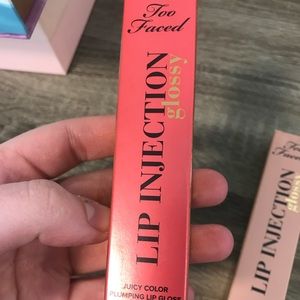 Too
Faced
LIP INJECTION
glossy
JUICY COLOR
PLUMPING LIP GLOSS
Too
Faced
LIP INJECTION
glossy